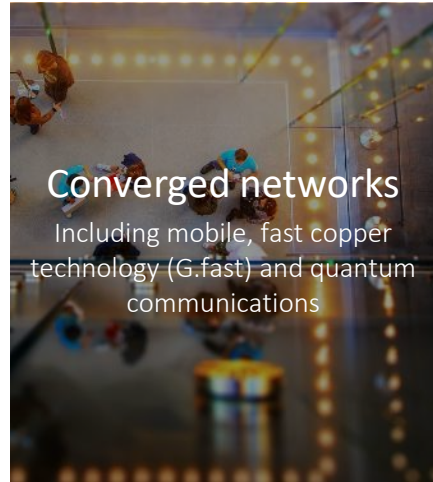 Converged networks
Including mobile, fast copper
technology (G.fast) and quantum
communications